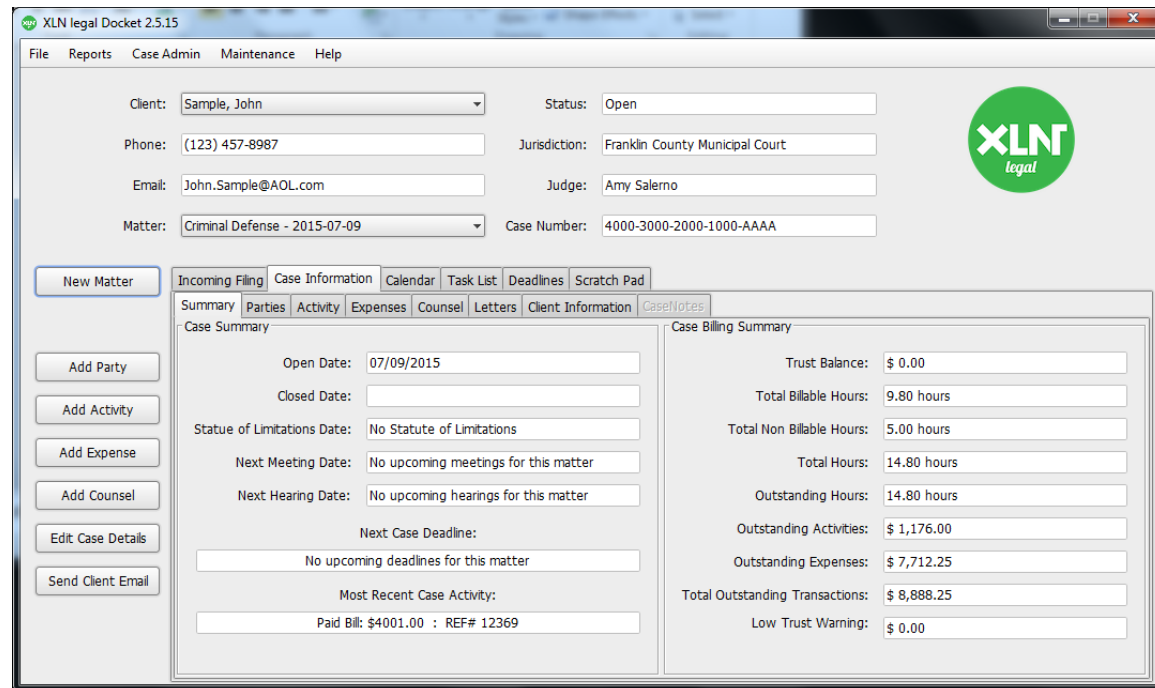 XLN legal Docket 2.5.15
File Reports Case Admin Maintenance Help
Client: Sample, John Status: Open
Phone: (123) 457-8987 Jurisdiction: Franklin County Municipal Court
Email: John.Sample@AOL.com Judge: Amy Salerno
Matter: Criminal Defense - 2015-07-09 Case Number: 4000-3000-2000-1000-AAAA
XLN
legal
New Matter
Add Party
Add Activity
Add Expense
Add Counsel
Edit Case Details
Send Client Email
Incoming Filing Case Information Calendar Task List Deadlines Scratch Pad
Summary Parties Activity Expenses Counsel Letters Client Information CaseNotes
Case Summary
Open Date: 07/09/2015
Closed Date:
Statue of Limitations Date: No Statute of Limitations
Next Meeting Date: No upcoming meetings for this matter
Next Hearing Date: No upcoming hearings for this matter
Next Case Deadline:
No upcoming deadlines for this matter
Most Recent Case Activity:
Paid Bill: $4001.00 : REF# 12369
Case Billing Summary
Trust Balance: $ 0.00
Total Billable Hours: 9.80 hours
Total Non Billable Hours: 5.00 hours
Total Hours: 14.80 hours
Outstanding Hours: 14.80 hours
Outstanding Activities: $ 1,176.00
Outstanding Expenses: $ 7,712.25
Total Outstanding Transactions: $ 8,888.25
Low Trust Warning: $ 0.00